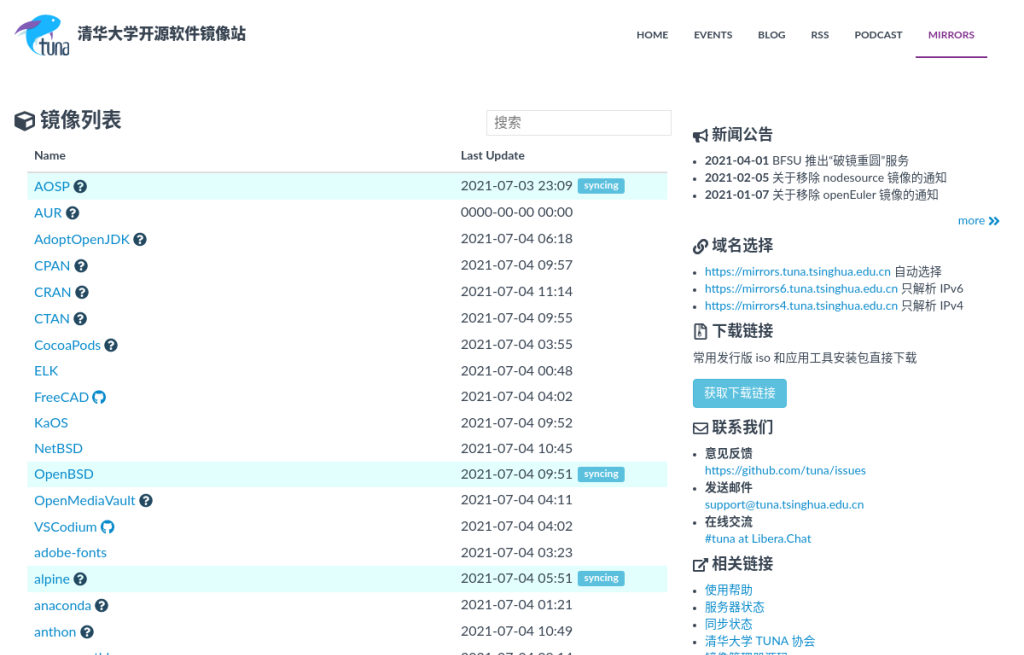 tuna 清华大学开源软件镜像站
HOME EVENTS BLOG RSS PODCAST MIRRORS
镜像列表
搜索
Name Last Update
AOSP 2021-07-03 23:09 syncing
AUR 0000-00-00 00:00
AdoptOpenJDK 2021-07-04 06:18
CPAN 2021-07-04 09:57
CRAN 2021-07-04 11:14
CTAN 2021-07-04 09:55
CocoaPods 2021-07-04 03:55
ELK 2021-07-04 00:48
FreeCAD 2021-07-04 04:02
KaOS 2021-07-04 09:52
NetBSD 2021-07-04 10:45
OpenBSD 2021-07-04 09:51 syncing
OpenMediaVault 2021-07-04 04:11
VSCodium 2021-07-04 04:02
adobe-fonts 2021-07-04 03:23
alpine 2021-07-04 05:51 syncing
anaconda 2021-07-04 01:21
anthon 2021-07-04 10:49
新闻公告
2021-04-01 BFSU 推出“破镜重圆”服务
2021-02-05 关于移除 nodesource 镜像的通知
2021-01-07 关于移除 openEuler 镜像的通知
more
域名选择
https://mirrors.tuna.tsinghua.edu.cn 自动选择
https://mirrors6.tuna.tsinghua.edu.cn 只解析 IPv6
https://mirrors4.tuna.tsinghua.edu.cn 只解析 IPv4
下载链接
常用发行版 iso 和应用工具安装包直接下载
获取下载链接
联系我们
意见反馈
https://github.com/tuna/issues
发送邮件
support@tuna.tsinghua.edu.cn
在线交流
#tuna at Libera.Chat
相关链接
使用帮助
服务器状态
同步状态
清华大学 TUNA 协会